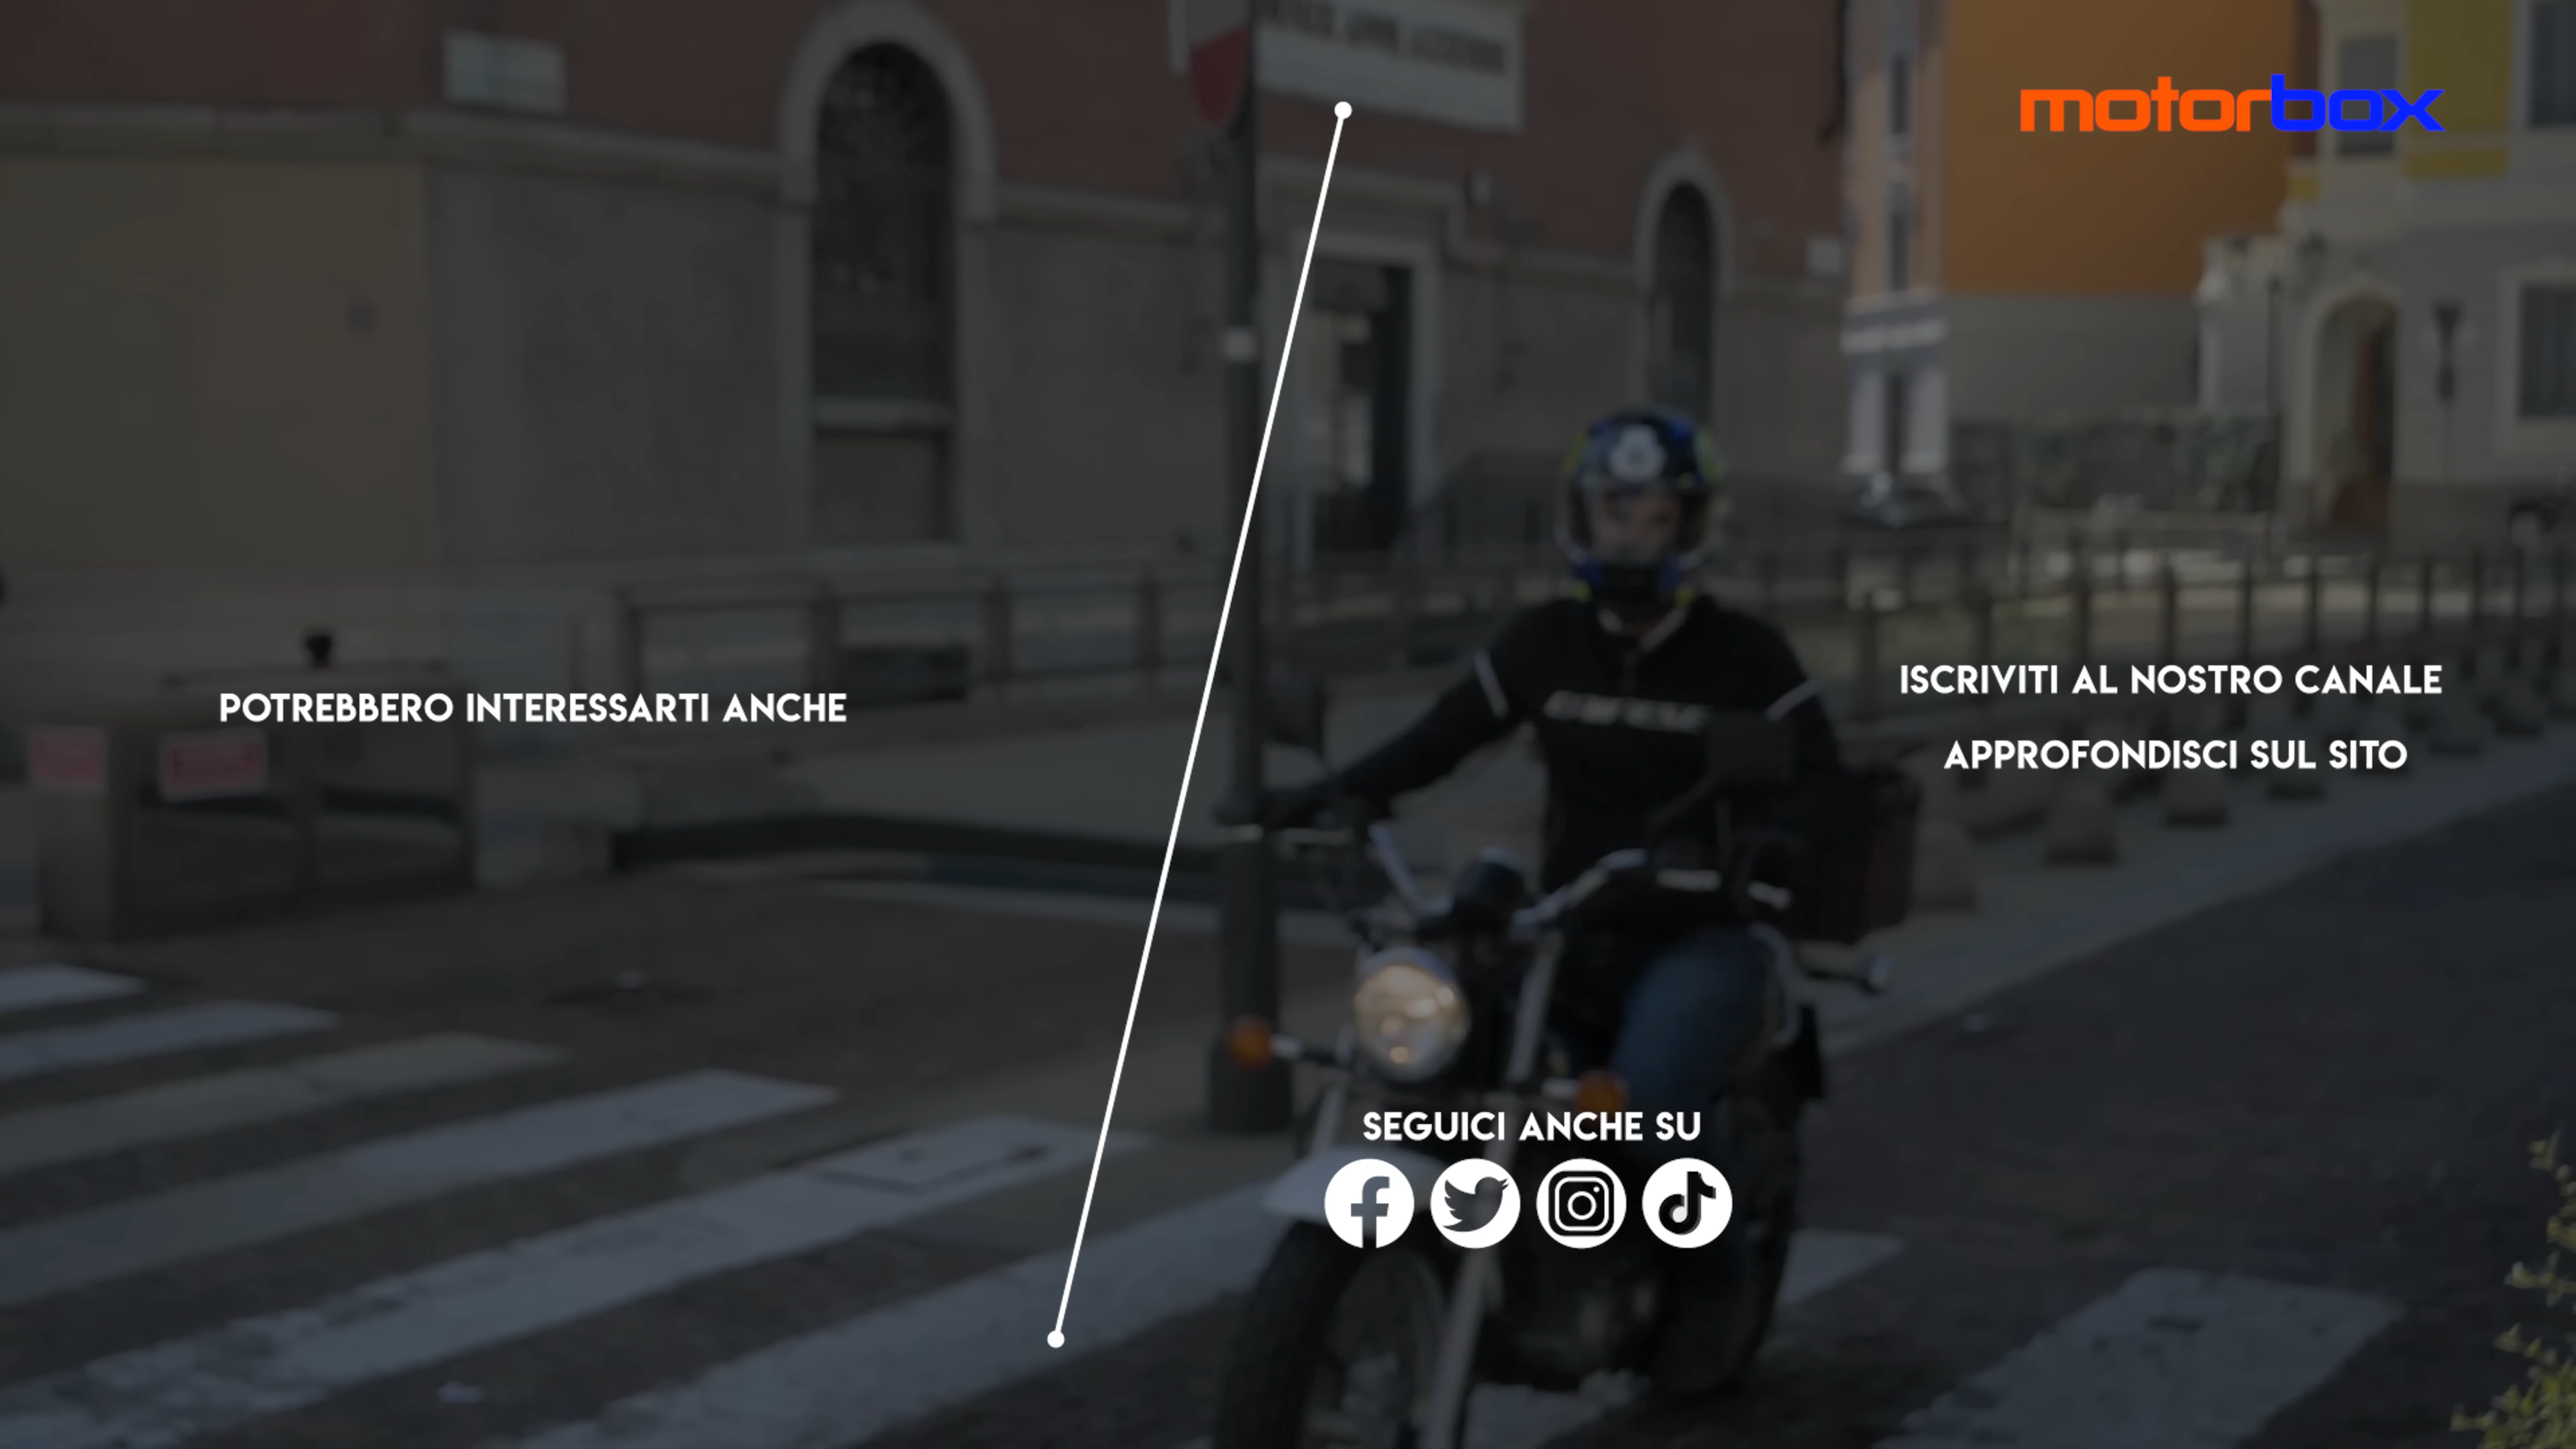 motorbox
POTREBBERO INTERESSARTI ANCHE
ISCRIVITI AL NOSTRO CANALE
APPROFONDISCI SUL SITO
SEGUICI ANCHE SU